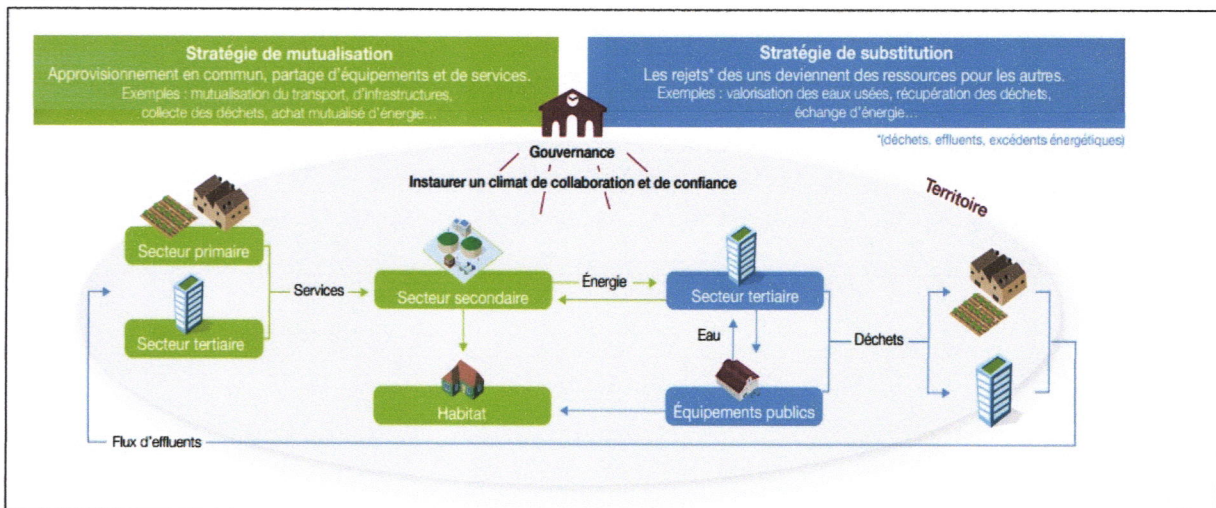 Stratégie de mutualisation
Approvisionnement en commun, partage d'équipements et de services.
Exemples : mutualisation du transport, d'infrastructures,
collecte des déchets, achat mutualisé d'énergie...
Stratégie de substitution
Les rejets* des uns deviennent des ressources pour les autres.
Exemples : valorisation des eaux usées, récupération des déchets,
échange d'énergie...
*(déchets, effluents, excédents énergétiques)
Gouvernance
Instaurer un climat de collaboration et de confiance
Territoire
Secteur primaire
Services
Secteur secondaire
Énergie
Secteur tertiaire
Secteur tertiaire
Eau
Déchets
Habitat
Équipements publics
Flux d'effluents